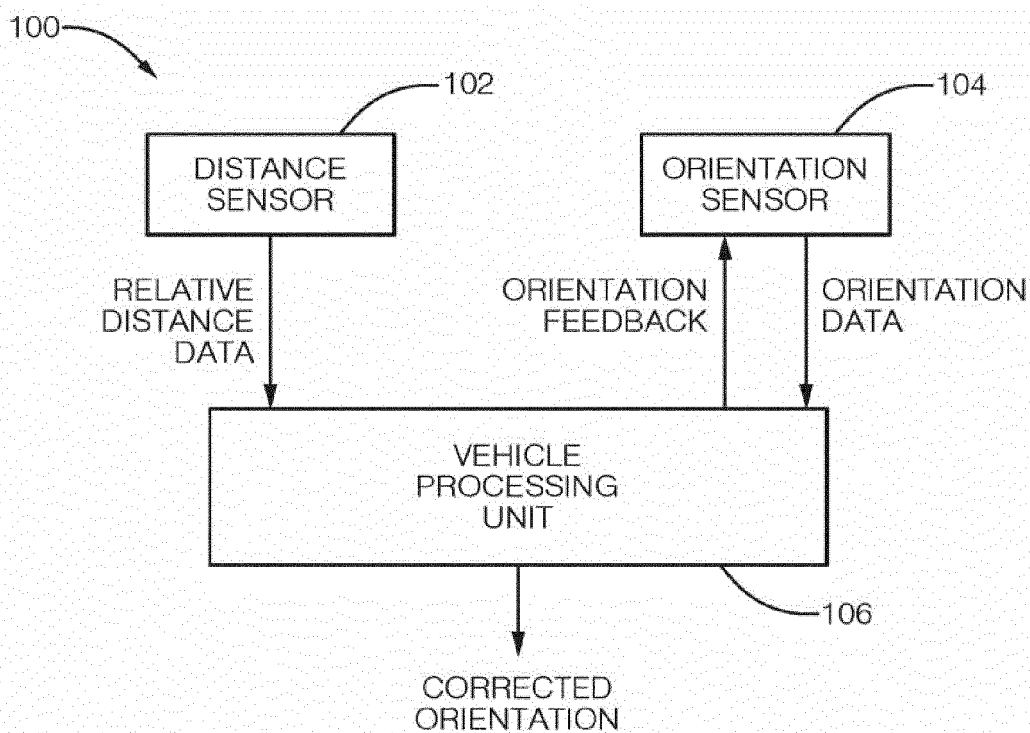 100
102
104
DISTANCE
SENSOR
ORIENTATION
SENSOR
RELATIVE
DISTANCE
DATA
ORIENTATION
FEEDBACK
ORIENTATION
DATA
VEHICLE
PROCESSING
UNIT
106
CORRECTED
ORIENTATION